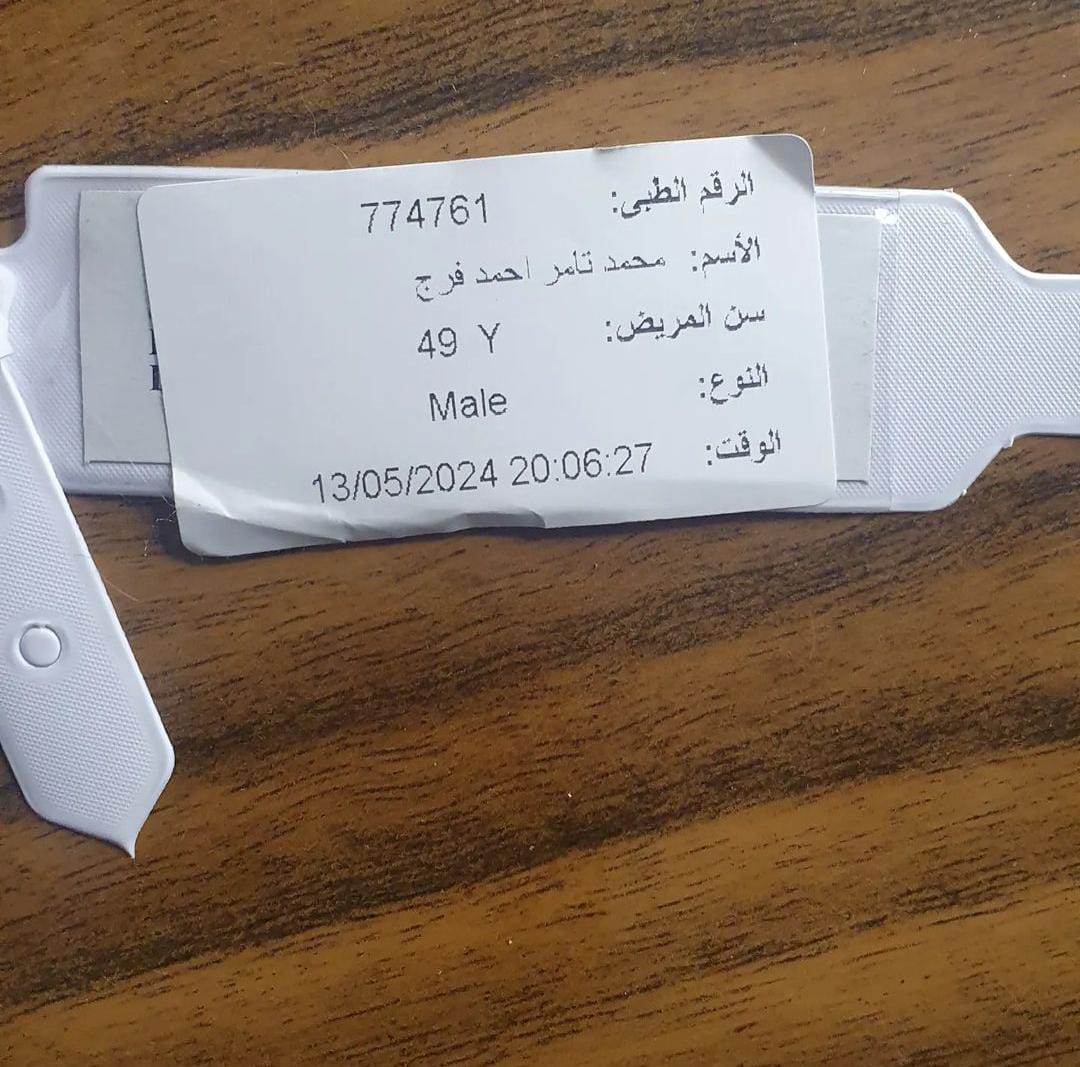 الرقم الطبى: 774761
الأسم: محمد تامر احمد فرج
سن المريض: 49 Y
النوع: Male
الوقت: 13/05/2024 20:06:27